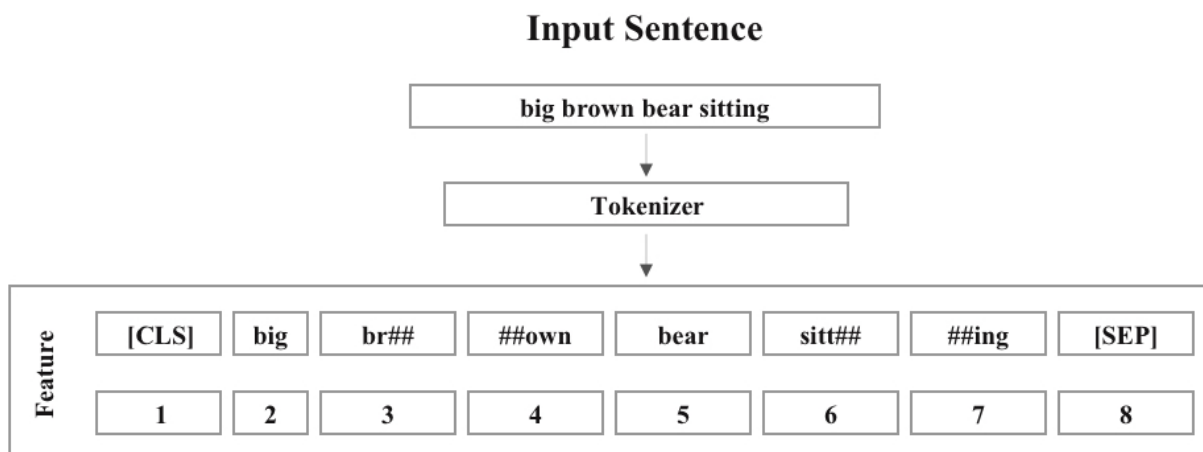 Input Sentence
big brown bear sitting
Tokenizer
Feature
[CLS] big br## ##own bear sitt## ##ing [SEP]
1 2 3 4 5 6 7 8